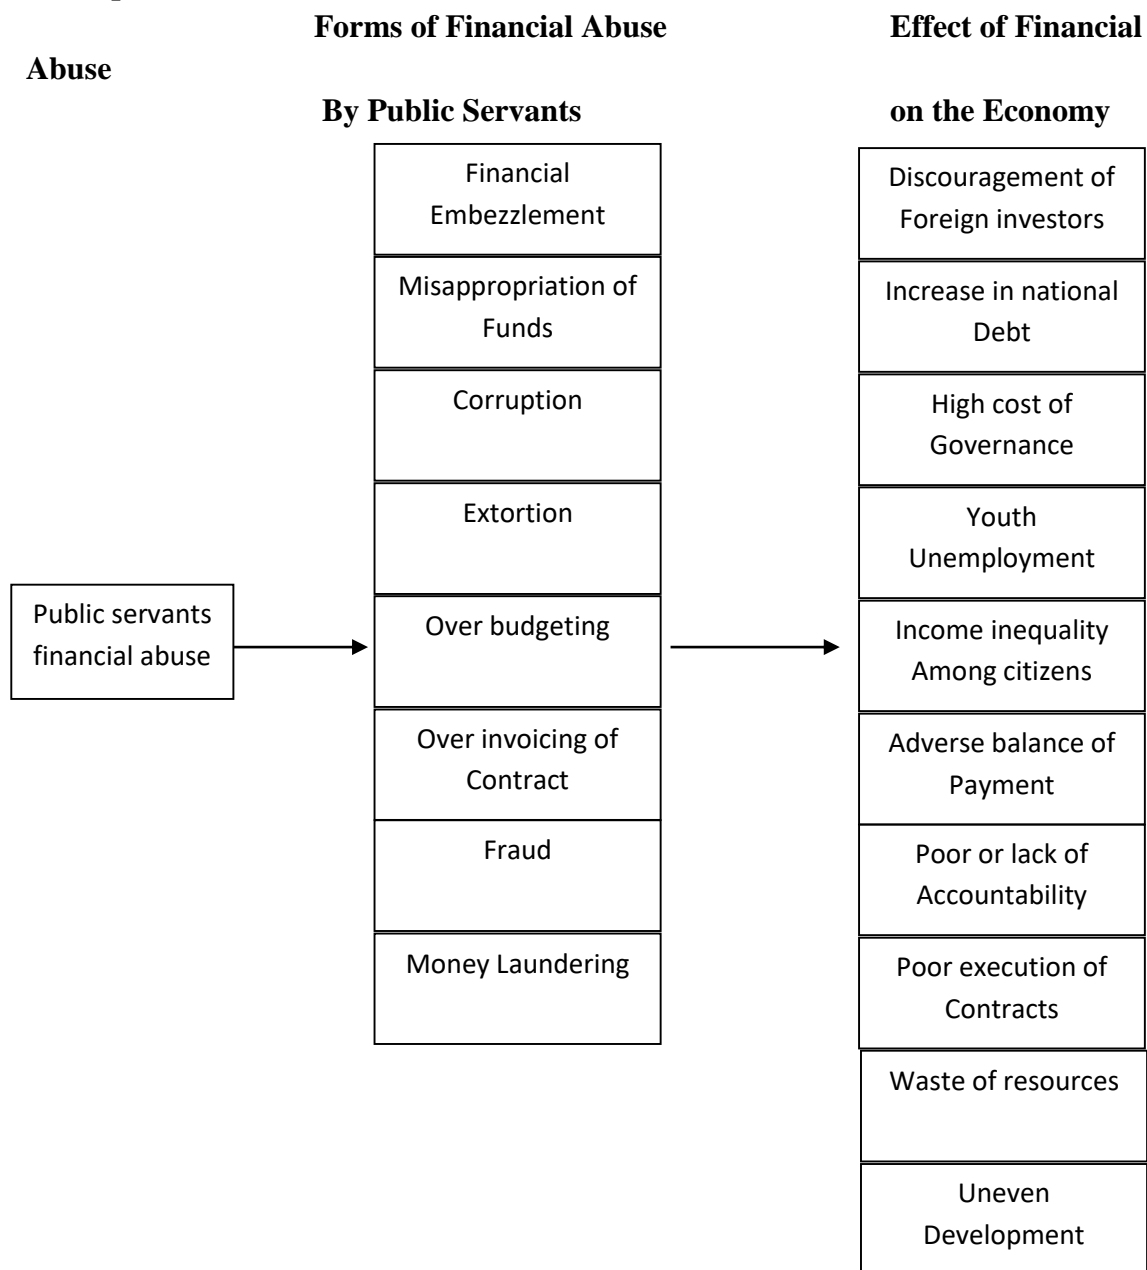 Forms of Financial Abuse Effect of Financial
Abuse
By Public Servants on the Economy
Financial
Embezzlement
Misappropriation of
Funds
Corruption
Extortion
Over budgeting
Over invoicing of
Contract
Fraud
Money Laundering
Public servants
financial abuse
Discouragement of
Foreign investors
Increase in national
Debt
High cost of
Governance
Youth
Unemployment
Income inequality
Among citizens
Adverse balance of
Payment
Poor or lack of
Accountability
Poor execution of
Contracts
Waste of resources
Uneven
Development